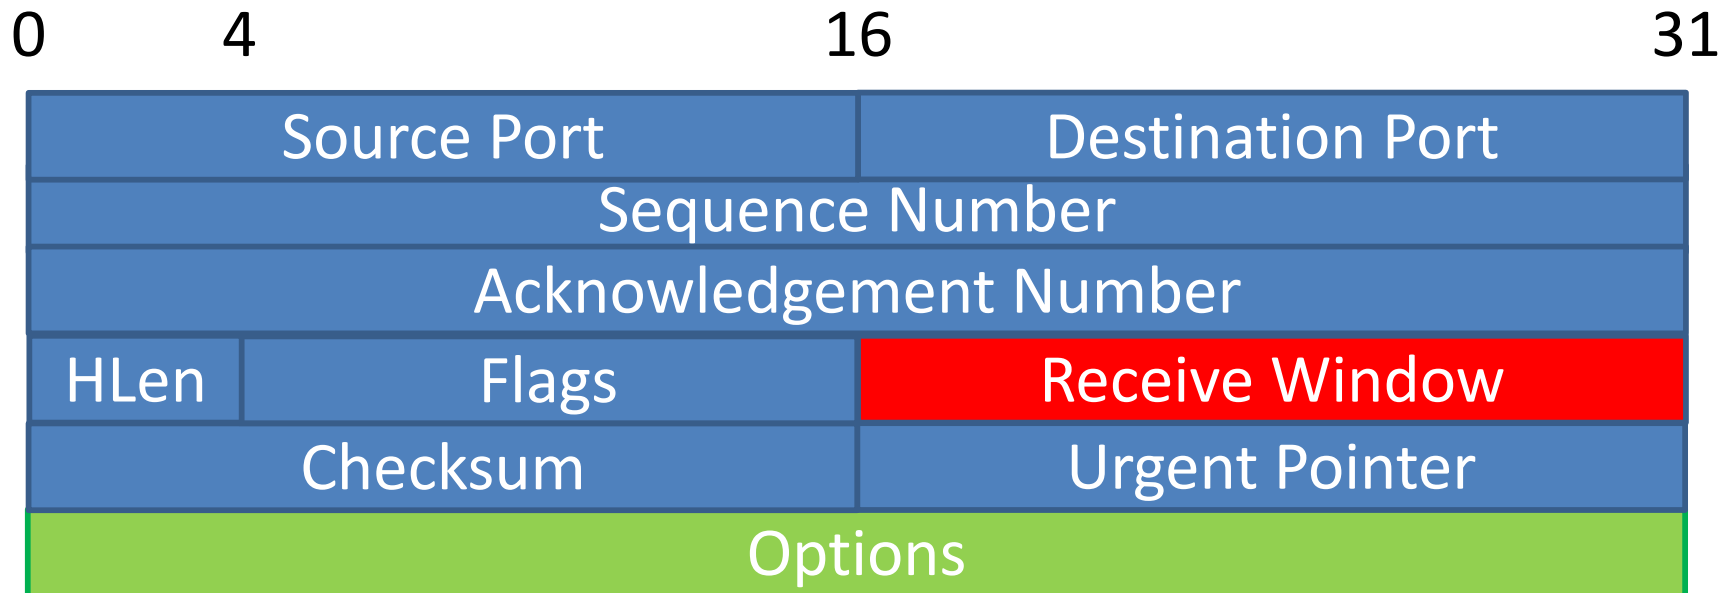 0 4 16 31
Source Port Destination Port
Sequence Number
Acknowledgement Number
HLen Flags Receive Window
Checksum Urgent Pointer
Options